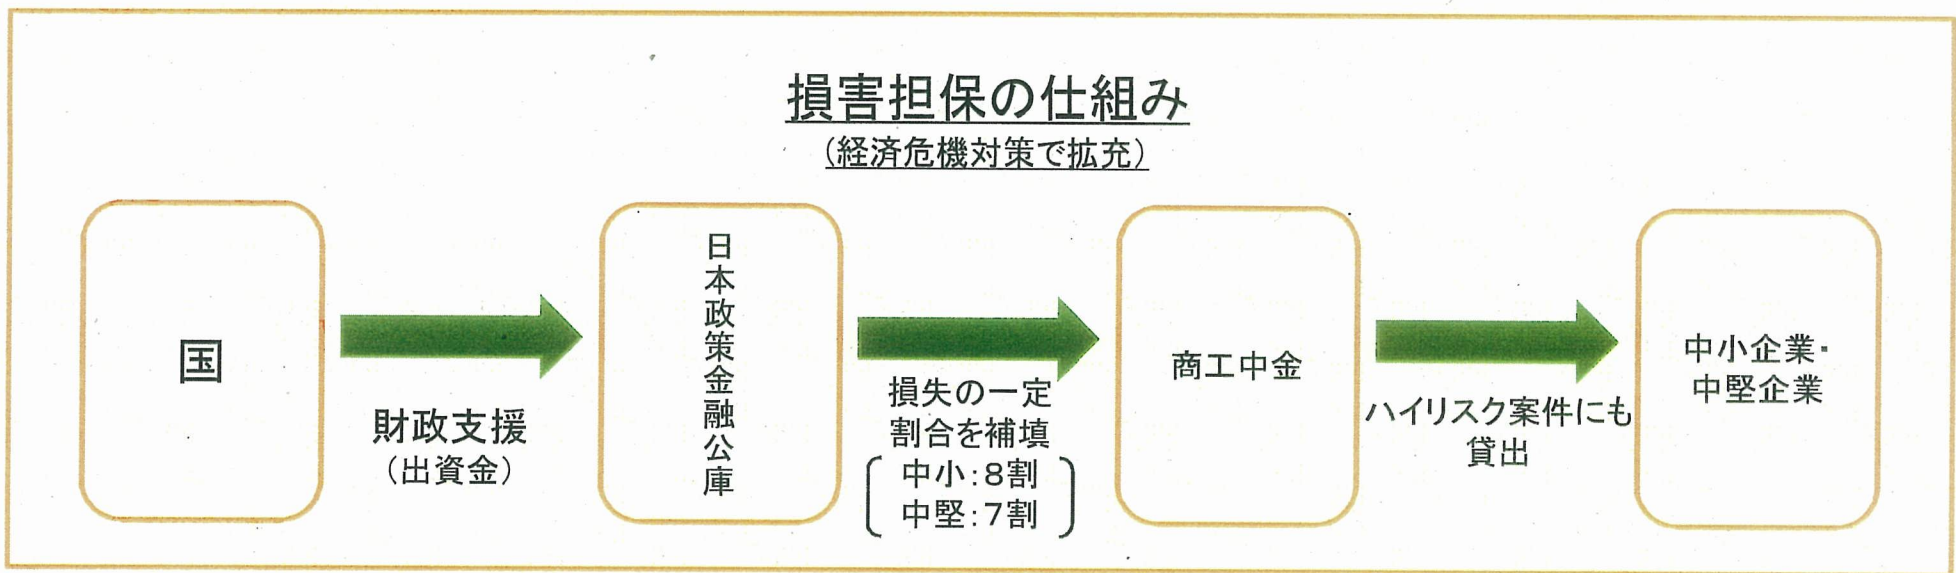 損害担保の仕組み
(経済危機対策で拡充)
国
財政支援
(出資金)
日本政策金融公庫
損失の一定
割合を補填
中小:8割
中堅:7割
商工中金
ハイリスク案件にも
貸出
中小企業・
中堅企業